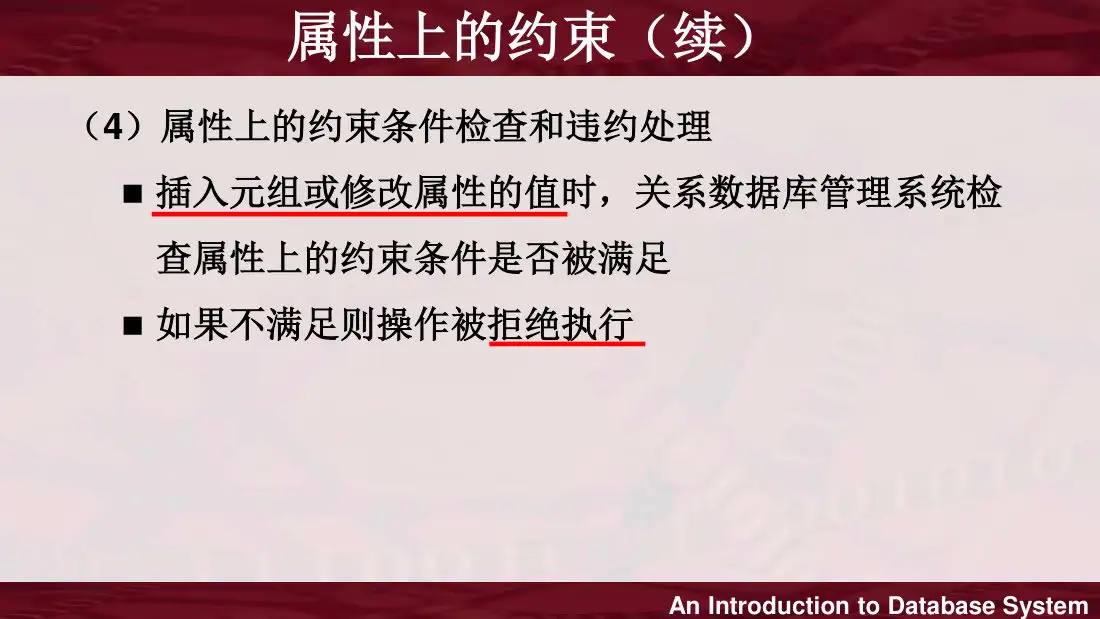 属性上的约束（续）
（4）属性上的约束条件检查和违约处理
■ 插入元组或修改属性的值时，关系数据库管理系统检
查属性上的约束条件是否被满足
■ 如果不满足则操作被拒绝执行
An Introduction to Database System